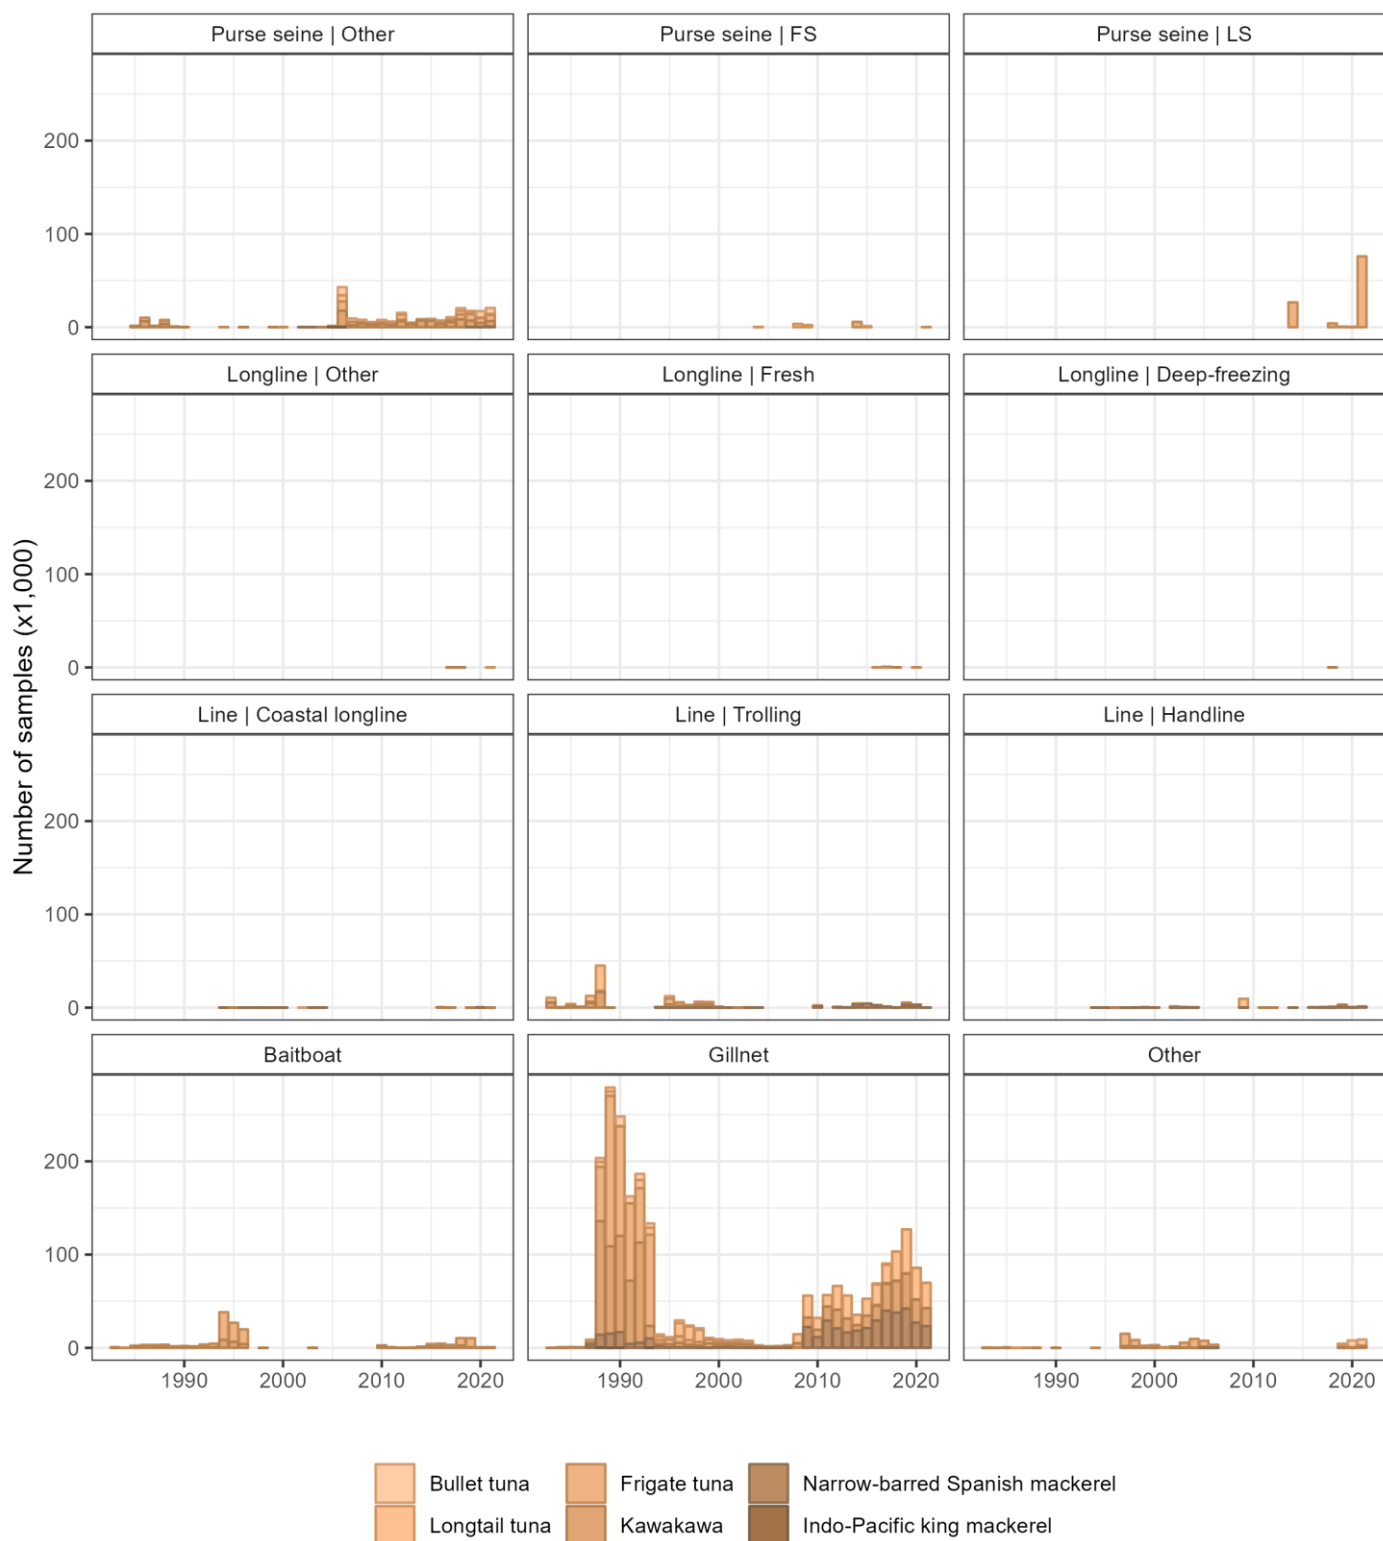 Purse seine | Other
Purse seine | FS
Purse seine | LS
200
100
0
Longline | Other
Longline | Fresh
Longline | Deep-freezing
200
100
0
Number of samples (x1,000)
Line | Coastal longline
Line | Trolling
Line | Handline
200
100
0
Baitboat
Gillnet
Other
200
100
0
1990 2000 2010 2020
1990 2000 2010 2020
1990 2000 2010 2020
Bullet tuna
Frigate tuna
Narrow-barred Spanish mackerel
Longtail tuna
Kawakawa
Indo-Pacific king mackerel